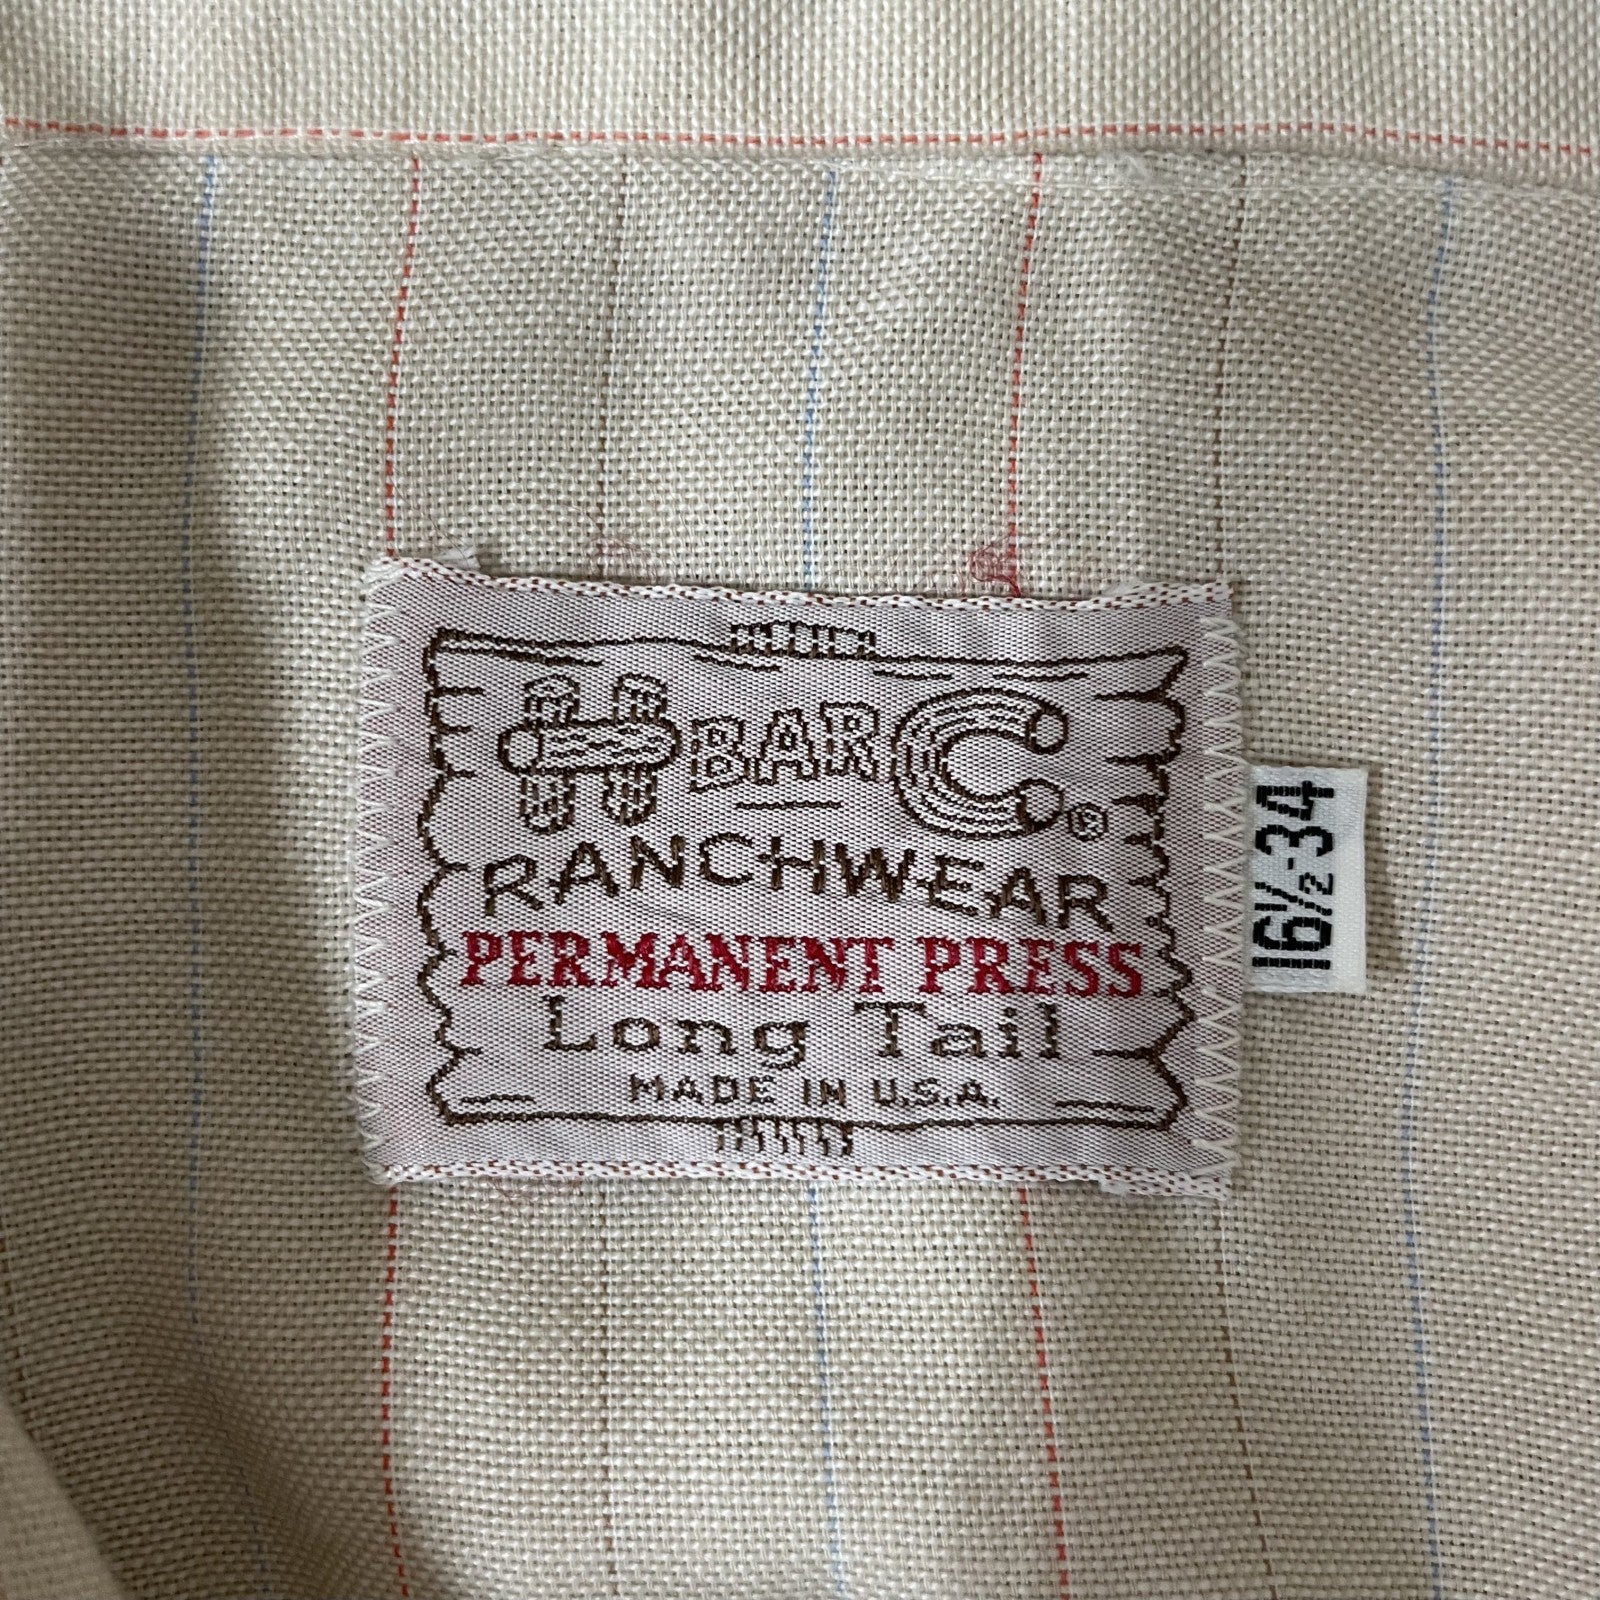 H BAR C®
RANCHWEAR
PERMANENT PRESS
Long Tail
MADE IN U.S.A.
16½-34